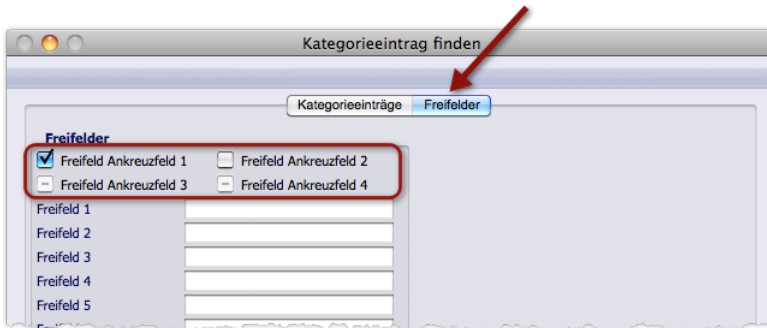 Kategorieeintrag finden
Kategorieeinträge Freifelder
Freifelder
Freifeld Ankreuzfeld 1 Freifeld Ankreuzfeld 2
Freifeld Ankreuzfeld 3 Freifeld Ankreuzfeld 4
Freifeld 1
Freifeld 2
Freifeld 3
Freifeld 4
Freifeld 5